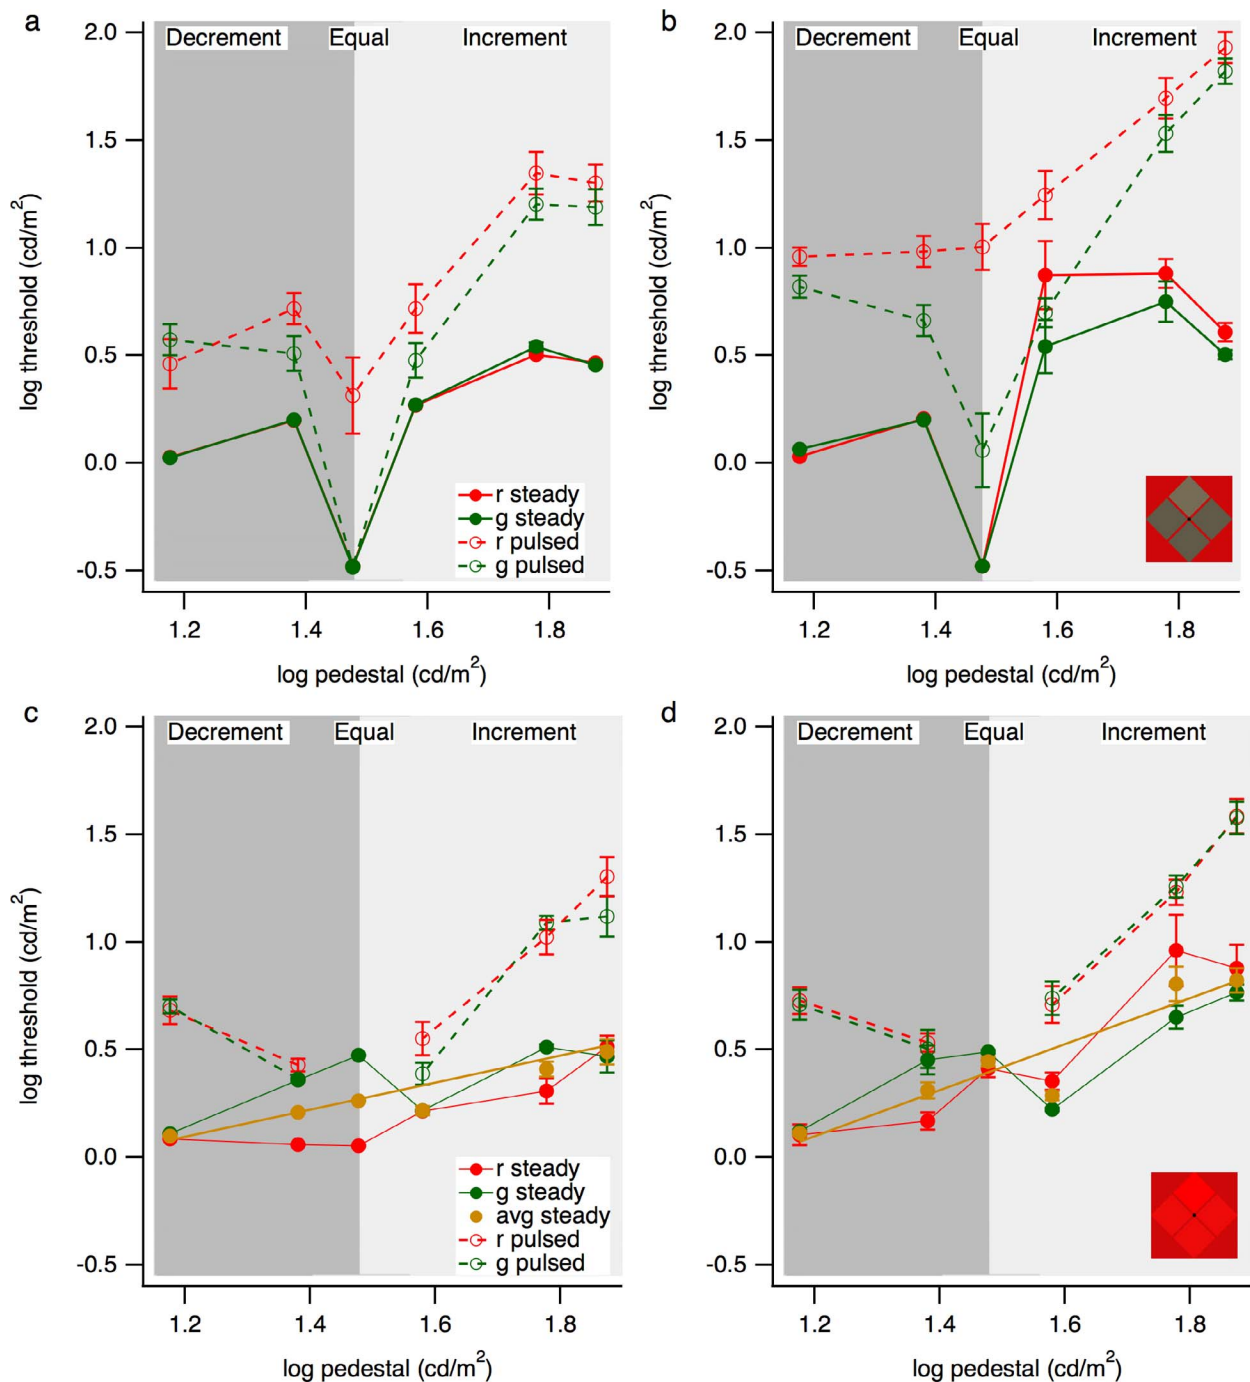 a
Decrement
Equal
Increment
2.0
1.5
1.0
0.5
0.0
-0.5
log threshold (cd/m²)
r steady
g steady
r pulsed
g pulsed
1.2
1.4
1.6
1.8
log pedestal (cd/m²)
b
Decrement
Equal
Increment
2.0
1.5
1.0
0.5
0.0
-0.5
log threshold (cd/m²)
1.2
1.4
1.6
1.8
log pedestal (cd/m²)
c
Decrement
Equal
Increment
2.0
1.5
1.0
0.5
0.0
-0.5
log threshold (cd/m²)
r steady
g steady
avg steady
r pulsed
g pulsed
1.2
1.4
1.6
1.8
log pedestal (cd/m²)
d
Decrement
Equal
Increment
2.0
1.5
1.0
0.5
0.0
-0.5
log threshold (cd/m²)
1.2
1.4
1.6
1.8
log pedestal (cd/m²)